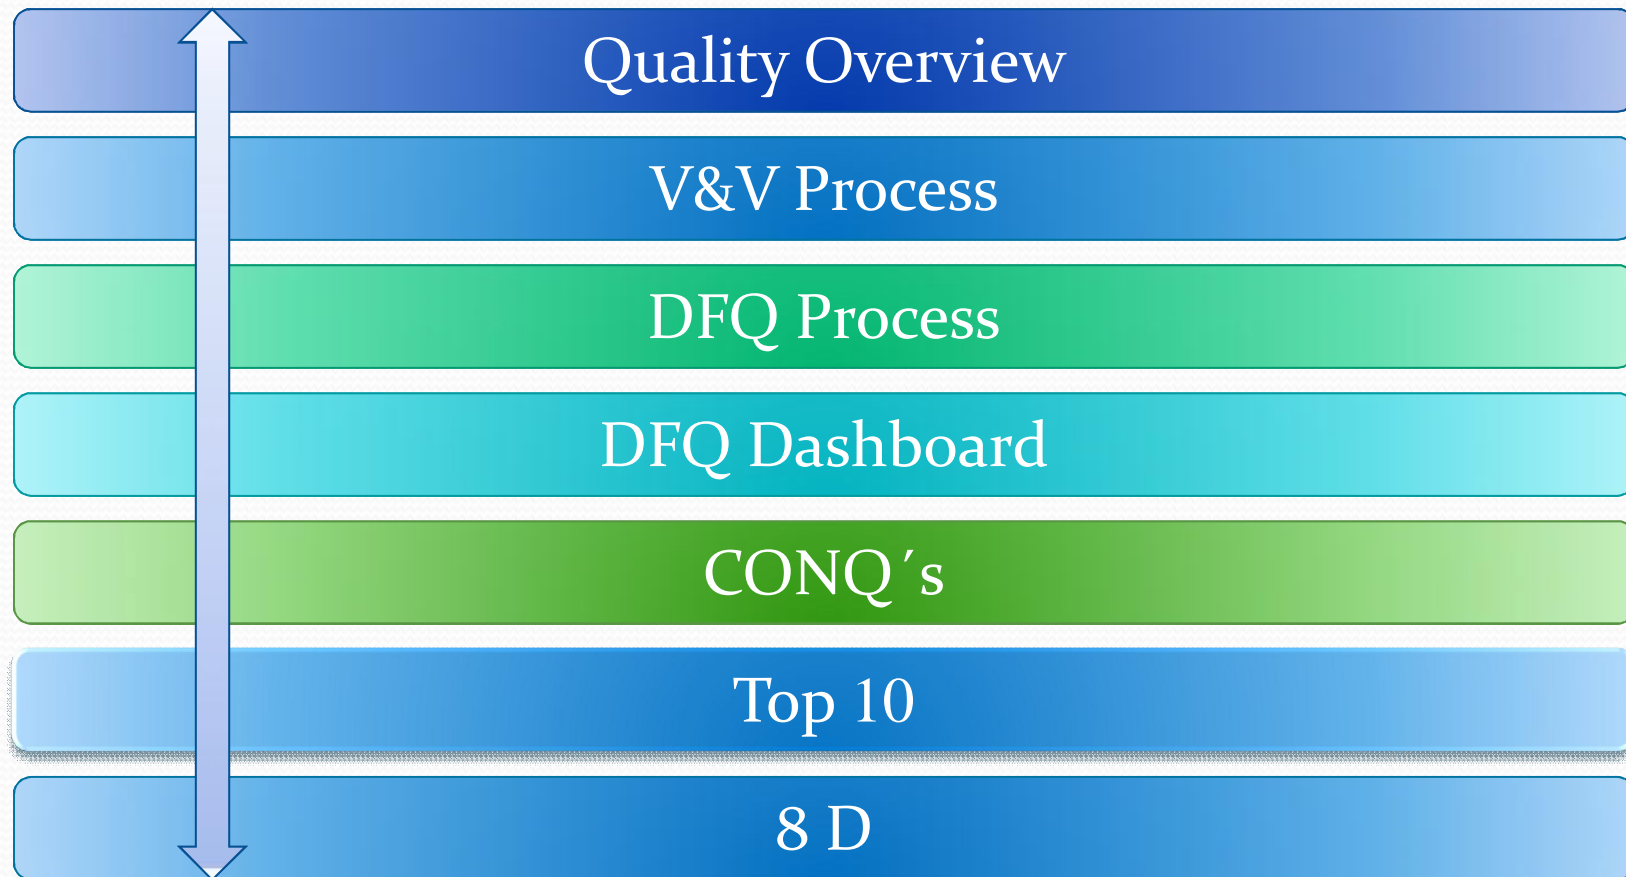 Quality Overview
V&V Process
DFQ Process
DFQ Dashboard
CONQ´s
Top 10
8 D